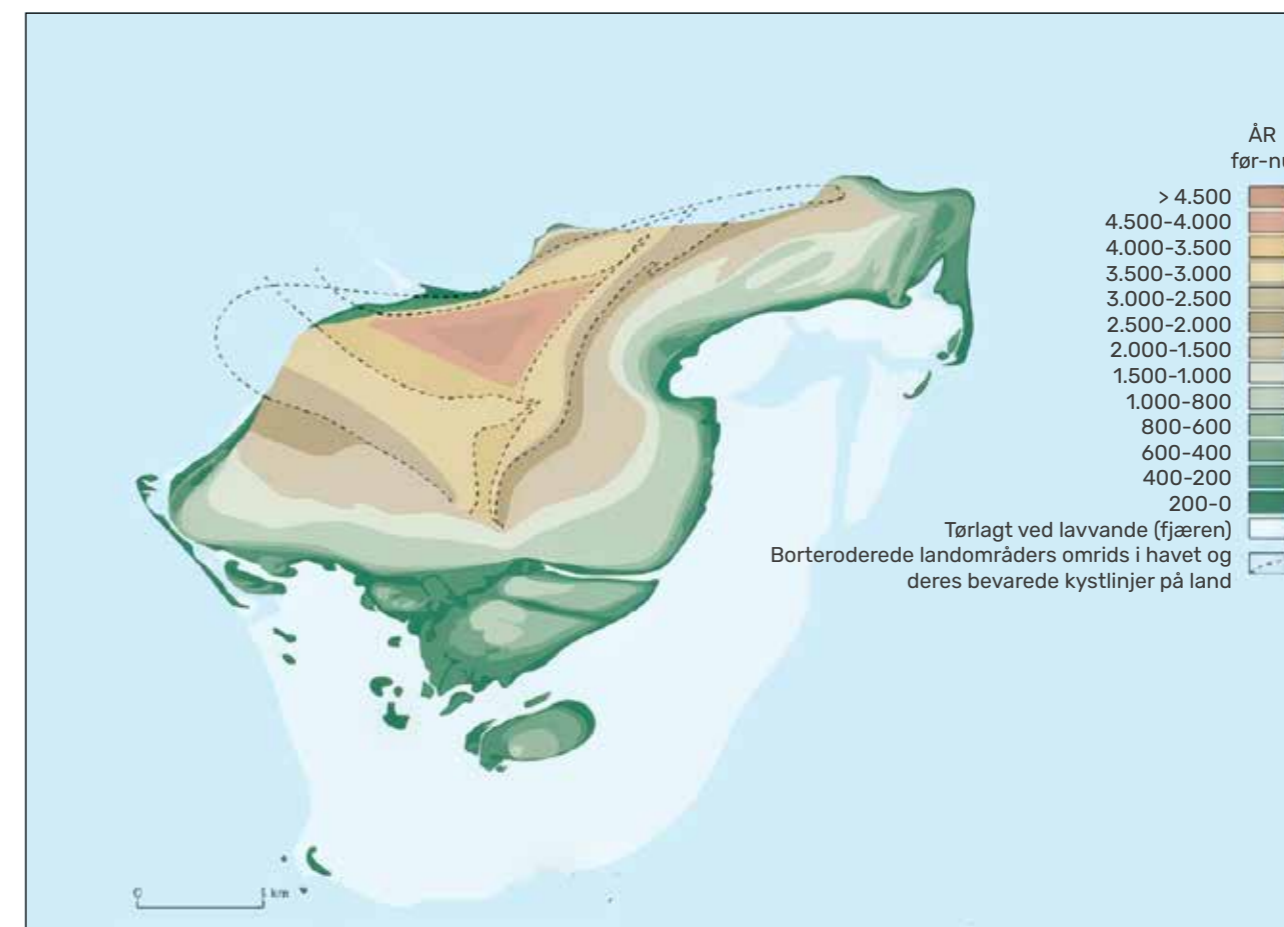 ÅR
før-nu
> 4.500
4.500-4.000
4.000-3.500
3.500-3.000
3.000-2.500
2.500-2.000
2.000-1.500
1.500-1.000
1.000-800
800-600
600-400
400-200
200-0
Tørlagt ved lavvande (fjæren)
Borteroderede landområders omrids i havet og
deres bevarede kystlinjer på land
0 km